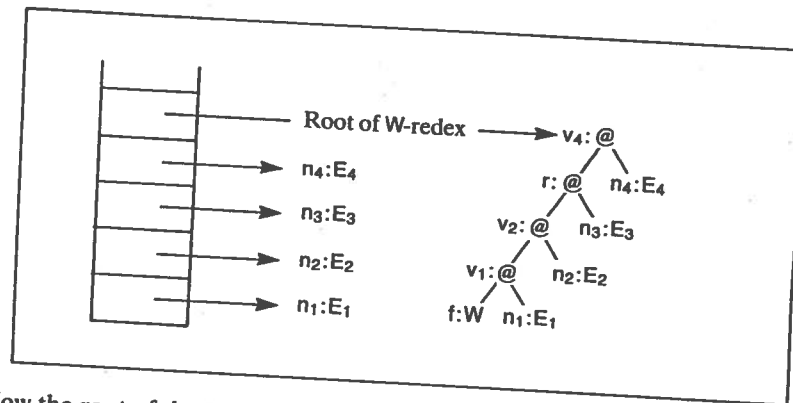 Root of W-redex
v₄: @
n₄:E₄
r: @
n₄:E₄
n₃:E₃
v₂: @
n₃:E₃
n₂:E₂
v₁: @
n₂:E₂
n₁:E₁
f:W
n₁:E₁
the